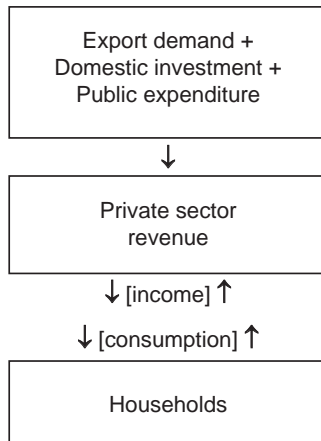 Export demand +
Domestic investment +
Public expenditure
↓
Private sector
revenue
↓ [income] ↑
↓ [consumption] ↑
Households